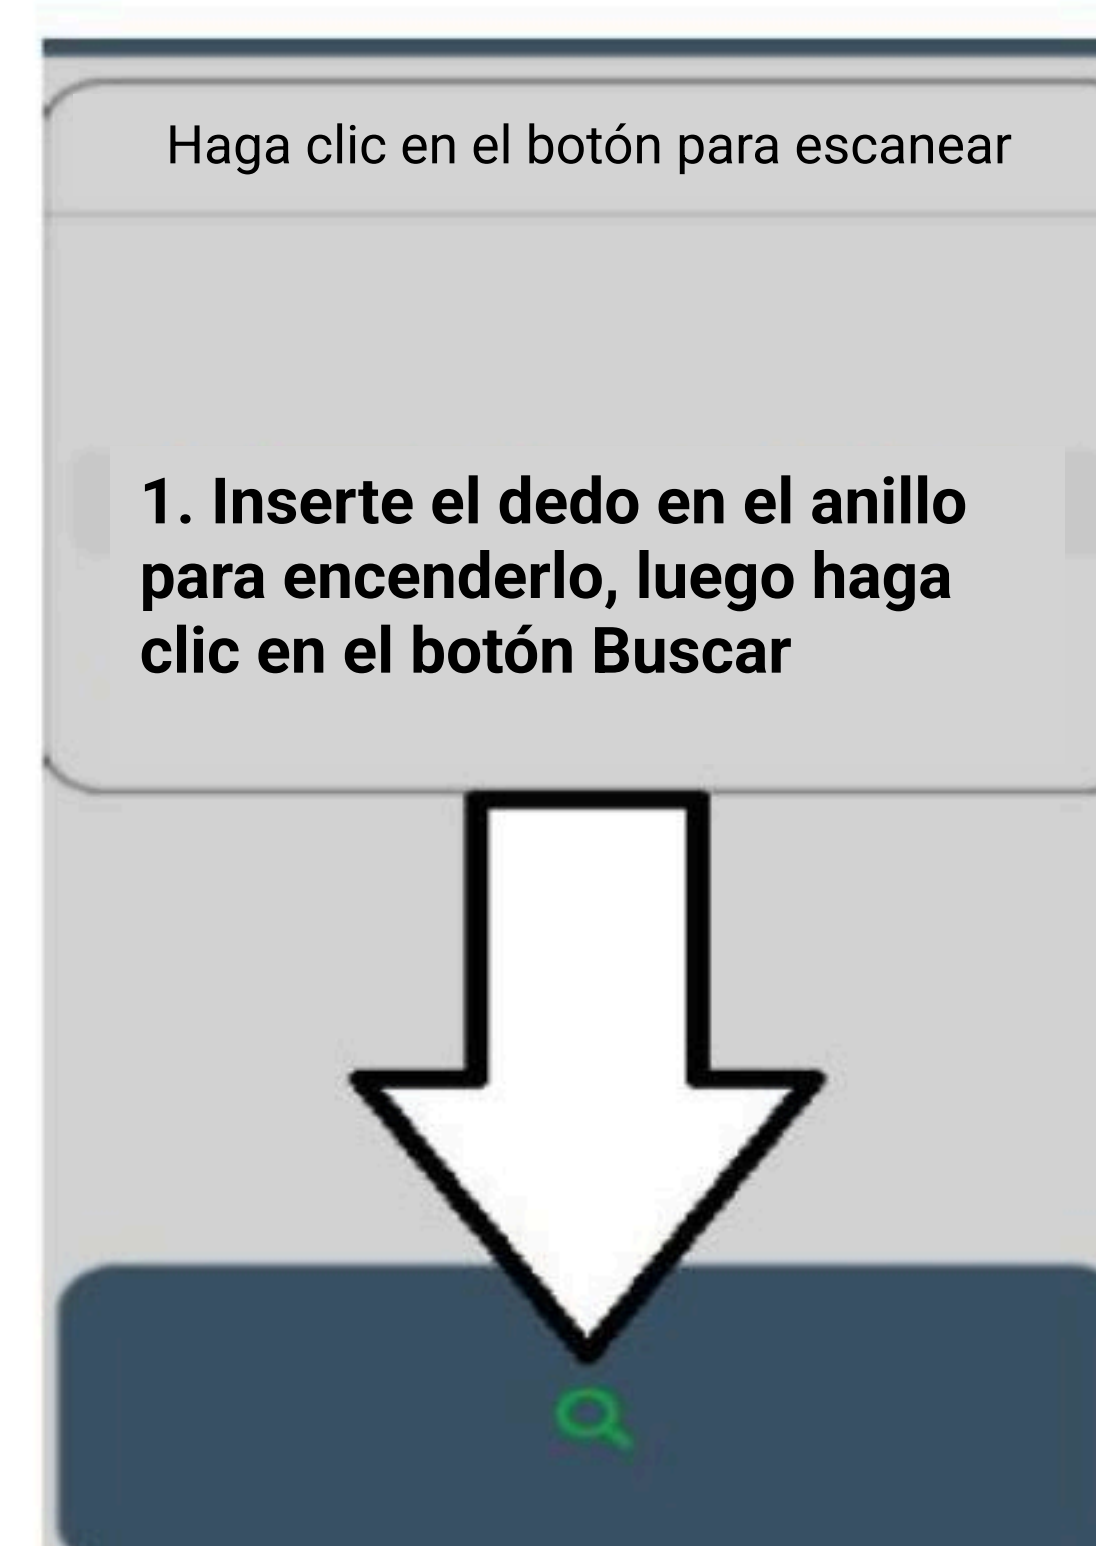 Haga clic en el botón para escanear
1. Inserte el dedo en el anillo
para encenderlo, luego haga
clic en el botón Buscar